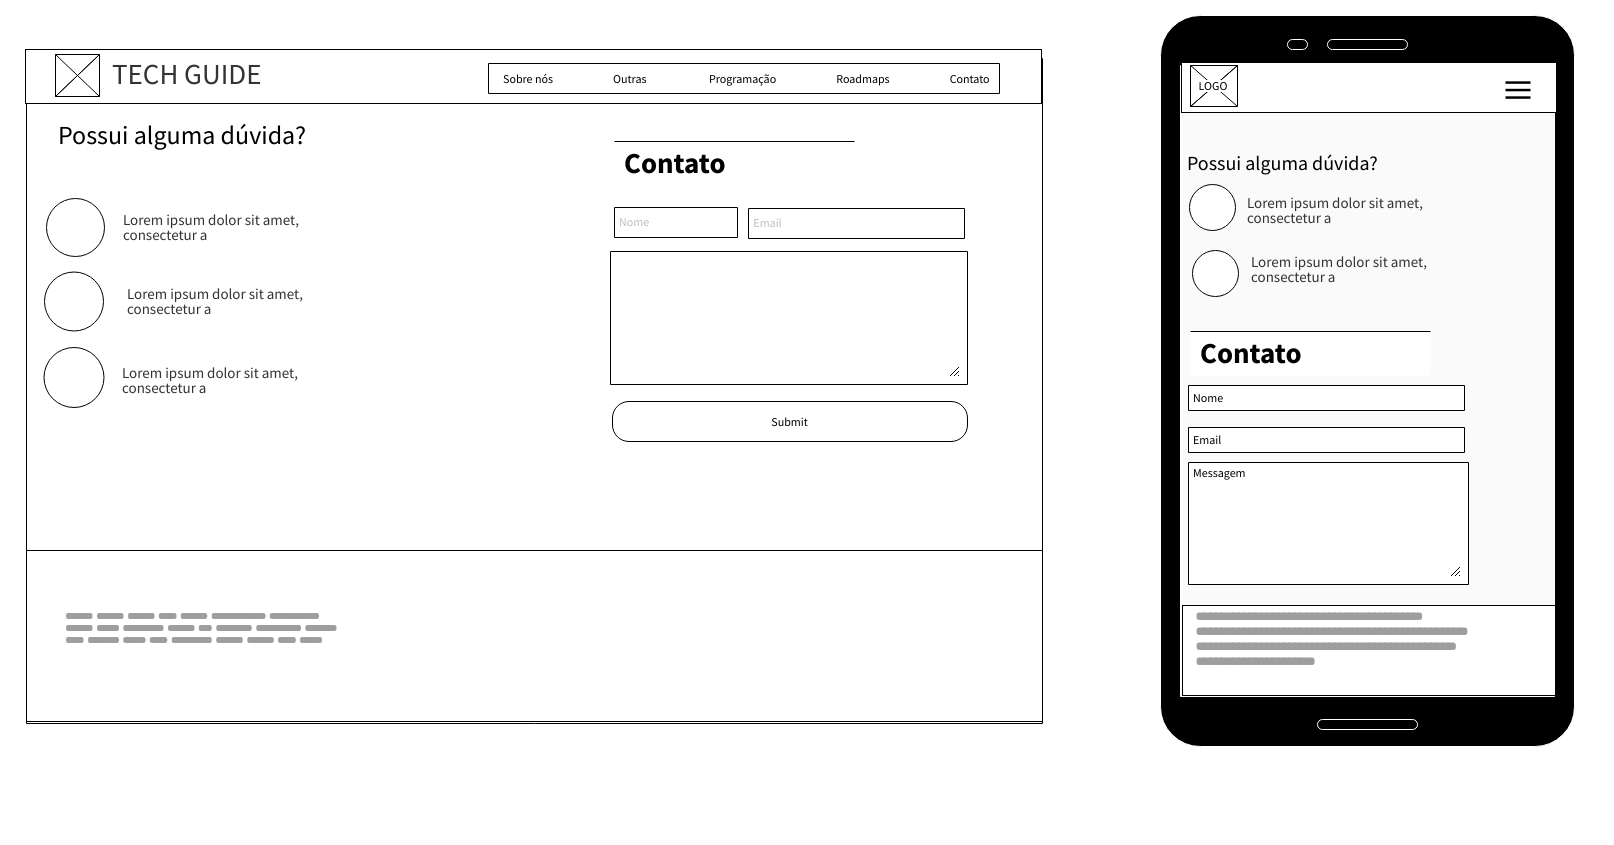 TECH GUIDE
Sobre nós
Outras
Programação
Roadmaps
Contato
Possui alguma dúvida?
Lorem ipsum dolor sit amet,
consectetur a
Lorem ipsum dolor sit amet,
consectetur a
Lorem ipsum dolor sit amet,
consectetur a
Contato
Nome
Email
Submit
LOGO
Possui alguma dúvida?
Lorem ipsum dolor sit amet,
consectetur a
Lorem ipsum dolor sit amet,
consectetur a
Contato
Nome
Email
Messagem